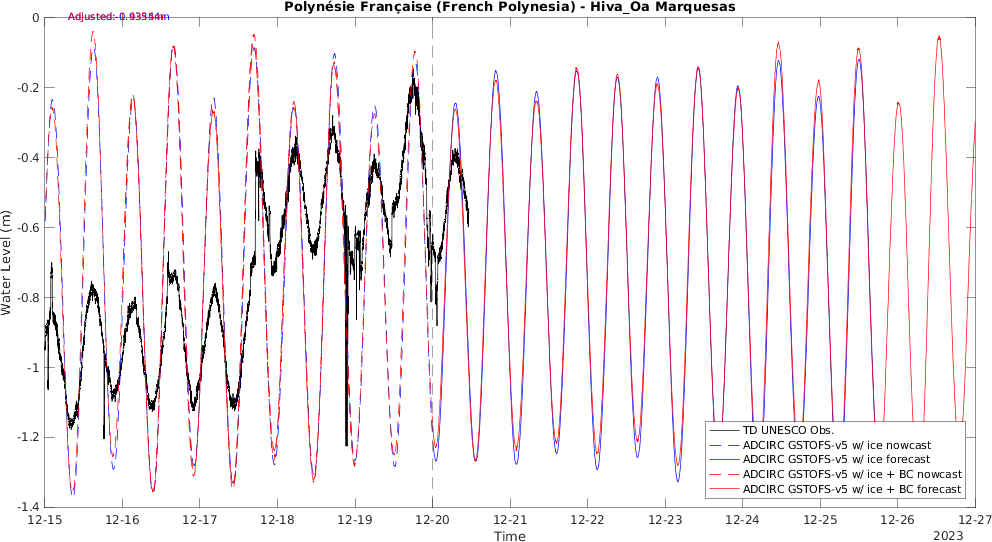 Polynésie Française (French Polynesia) - Hiva_Oa Marquesas
Adjusted:
0
-0.2
-0.4
-0.6
-0.8
-1
-1.2
-1.4
Water Level (m)
12-15 12-16 12-17 12-18 12-19 12-20 12-21 12-22 12-23 12-24 12-25 12-26 12-27
Time
2023
TD UNESCO Obs.
ADCIRC GSTOFS-v5 w/ ice nowcast
ADCIRC GSTOFS-v5 w/ ice forecast
ADCIRC GSTOFS-v5 w/ ice + BC nowcast
ADCIRC GSTOFS-v5 w/ ice + BC forecast